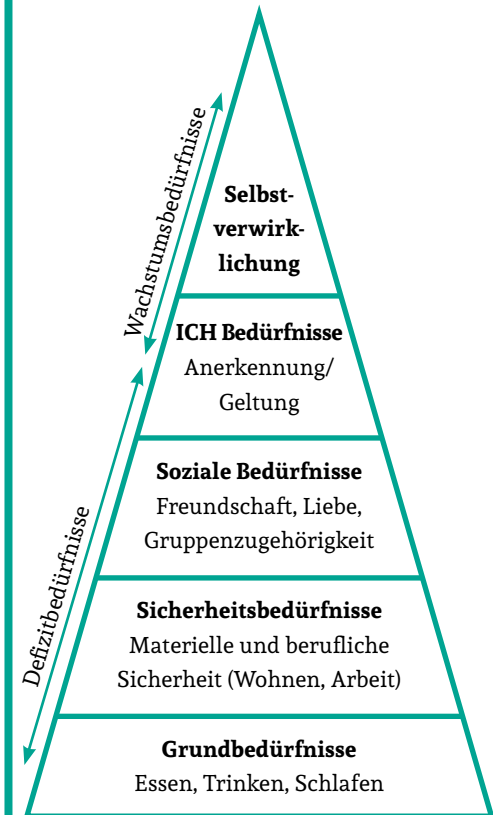 Wachstumsbedürfnisse
Selbst-
verwirk-
lichung
ICH Bedürfnisse
Anerkennung/
Geltung
Defizitbedürfnisse
Soziale Bedürfnisse
Freundschaft, Liebe,
Gruppenzugehörigkeit
Sicherheitsbedürfnisse
Materielle und berufliche
Sicherheit (Wohnen, Arbeit)
Grundbedürfnisse
Essen, Trinken, Schlafen